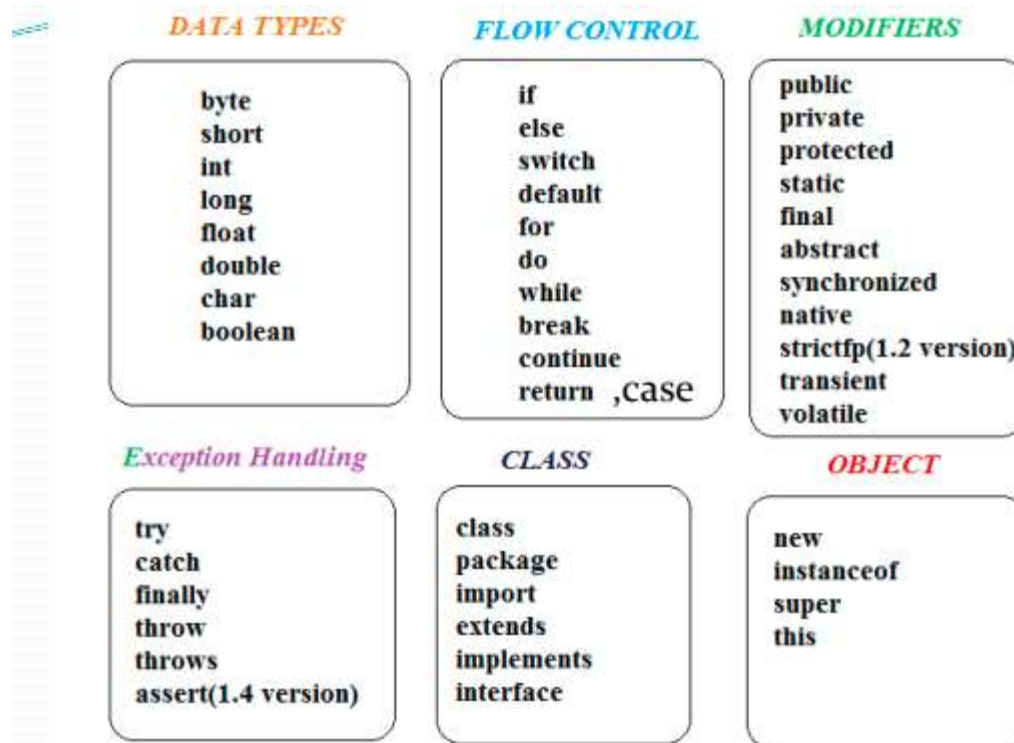 DATA TYPES
byte
short
int
long
float
double
char
boolean
FLOW CONTROL
if
else
switch
default
for
do
while
break
continue
return ,case
MODIFIERS
public
private
protected
static
final
abstract
synchronized
native
strictfp(1.2 version)
transient
volatile
Exception Handling
try
catch
finally
throw
throws
assert(1.4 version)
CLASS
class
package
import
extends
implements
interface
OBJECT
new
instanceof
super
this